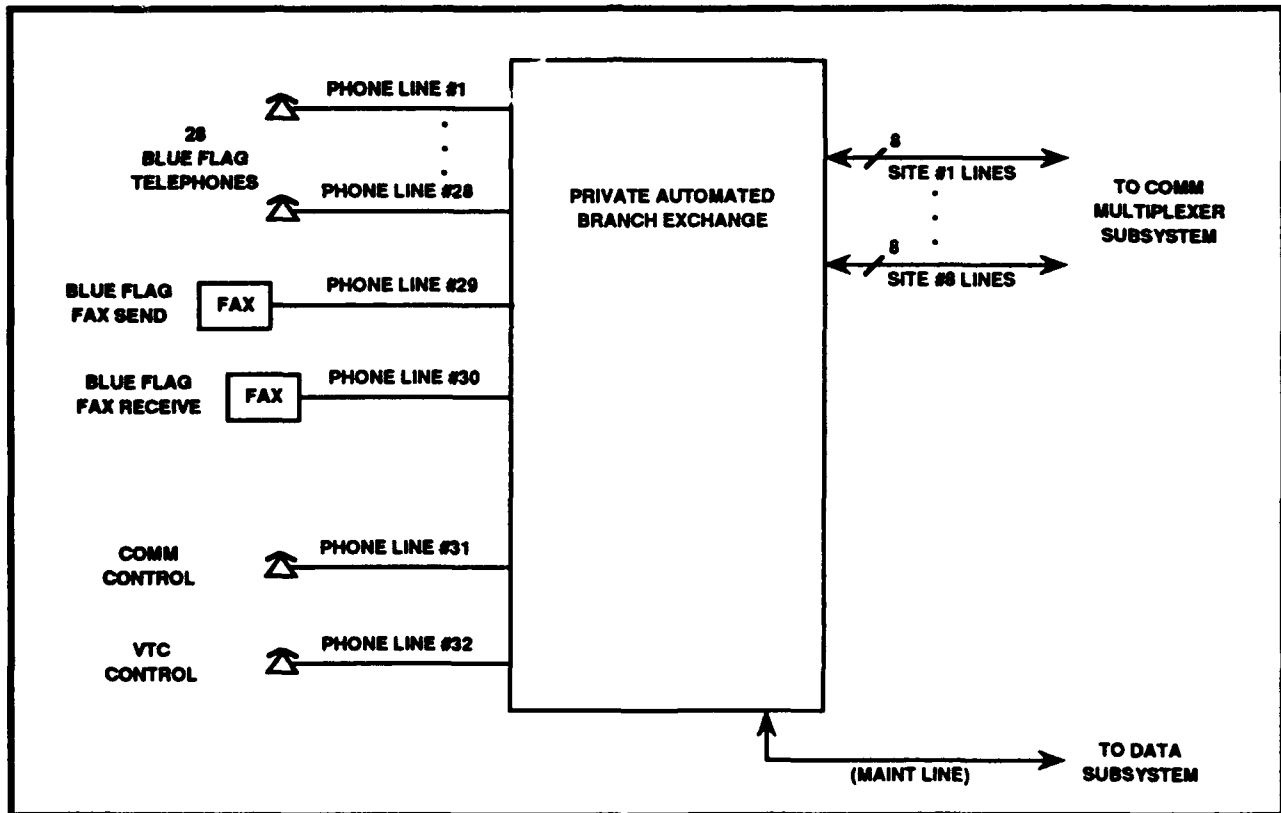 PHONE LINE #1
28
BLUE FLAG
TELEPHONES
PHONE LINE #28
BLUE FLAG
FAX SEND
FAX
PHONE LINE #29
BLUE FLAG
FAX RECEIVE
FAX
PHONE LINE #30
COMM
CONTROL
PHONE LINE #31
VTC
CONTROL
PHONE LINE #32
PRIVATE AUTOMATED
BRANCH EXCHANGE
8
SITE #1 LINES
8
SITE #8 LINES
TO COMM
MULTIPLEXER
SUBSYSTEM
(MAINT LINE)
TO DATA
SUBSYSTEM